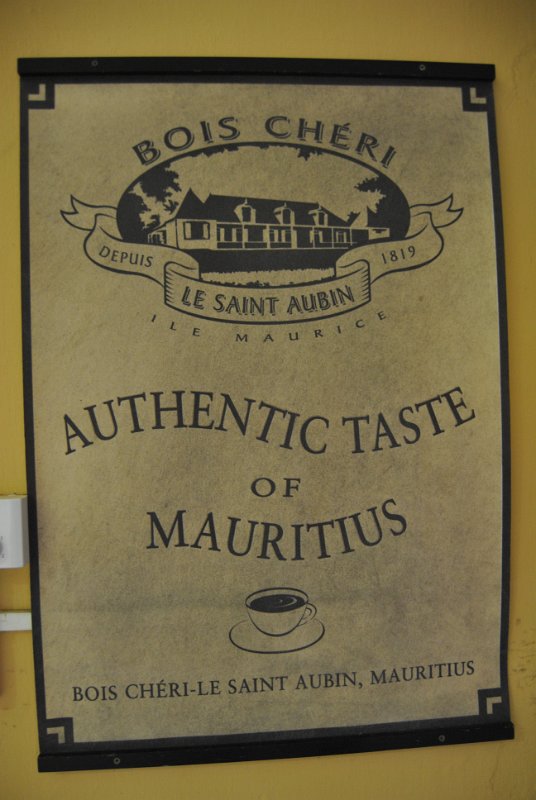 BOIS CHÉRI
DEPUIS
1819
LE SAINT AUBIN
ILE MAURICE
AUTHENTIC TASTE
OF
MAURITIUS
BOIS CHÉRI-LE SAINT AUBIN, MAURITIUS